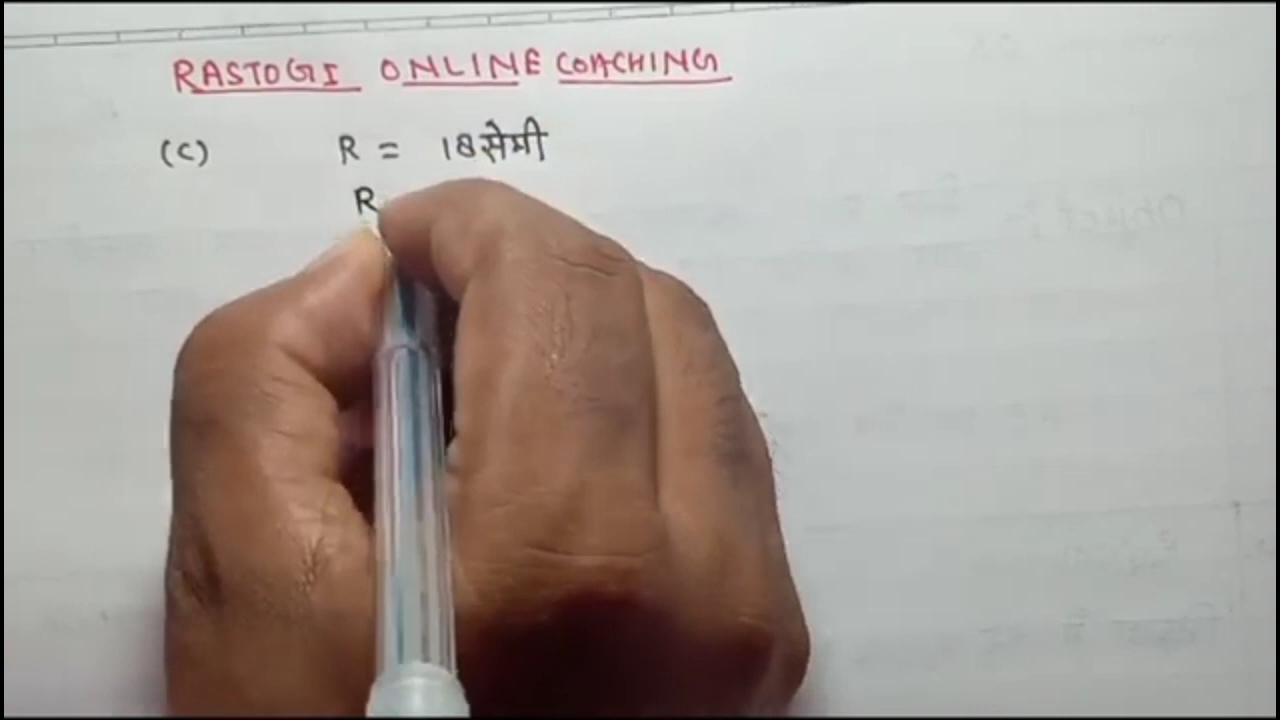 RASTOGI ONLINE COACHING
(C) R = 18सेमी
R